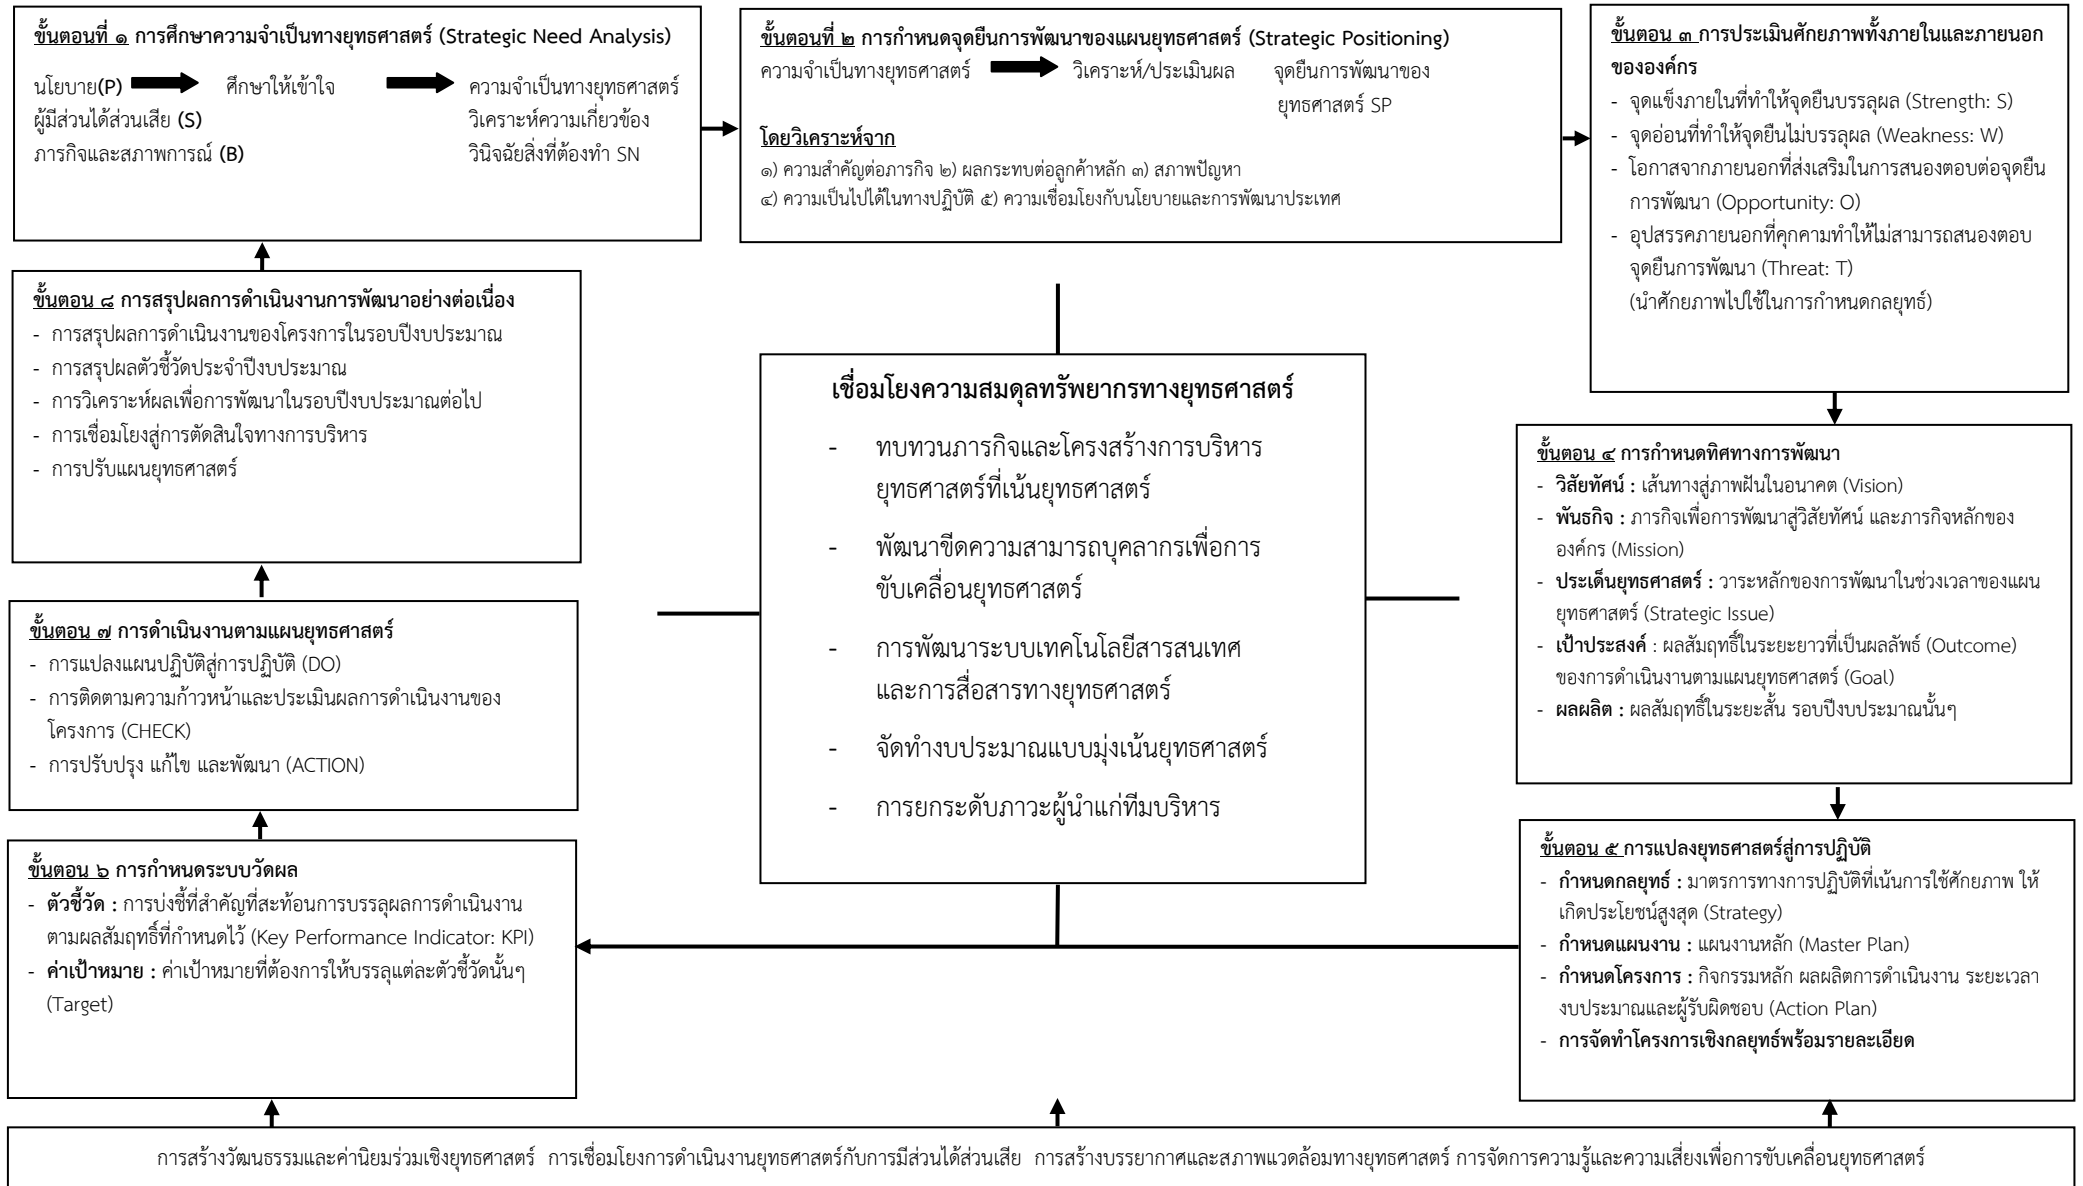 ขั้นตอนที่ ๑ การศึกษาความจำเป็นทางยุทธศาสตร์ (Strategic Need Analysis)
นโยบาย(P) ศึกษาให้เข้าใจ ความจำเป็นทางยุทธศาสตร์
ผู้มีส่วนได้ส่วนเสีย (S) วิเคราะห์ความเกี่ยวข้อง
ภารกิจและสภาพการณ์ (B) วินิจฉัยสิ่งที่ต้องทำ SN
ขั้นตอนที่ ๒ การกำหนดจุดยืนการพัฒนาของแผนยุทธศาสตร์ (Strategic Positioning)
ความจำเป็นทางยุทธศาสตร์ วิเคราะห์/ประเมินผล จุดยืนการพัฒนาของ
ยุทธศาสตร์ SP
โดยวิเคราะห์จาก
๑) ความสำคัญต่อภารกิจ ๒) ผลกระทบต่อลูกค้าหลัก ๓) สภาพปัญหา
๔) ความเป็นไปได้ในทางปฏิบัติ ๕) ความเชื่อมโยงกับนโยบายและการพัฒนาประเทศ
ขั้นตอน ๓ การประเมินศักยภาพทั้งภายในและภายนอก
ขององค์กร
- จุดแข็งภายในที่ทำให้จุดยืนบรรลุผล (Strength: S)
- จุดอ่อนที่ทำให้จุดยืนไม่บรรลุผล (Weakness: W)
- โอกาสจากภายนอกที่ส่งเสริมในการสนองตอบต่อจุดยืน
การพัฒนา (Opportunity: O)
- อุปสรรคภายนอกที่คุกคามทำให้ไม่สามารถสนองตอบ
จุดยืนการพัฒนา (Threat: T)
(นำศักยภาพไปใช้ในการกำหนดกลยุทธ์)
ขั้นตอน ๔ การกำหนดทิศทางการพัฒนา
- วิสัยทัศน์ : เส้นทางสู่ภาพฝันในอนาคต (Vision)
- พันธกิจ : ภารกิจเพื่อการพัฒนาสู่วิสัยทัศน์ และภารกิจหลักของ
องค์กร (Mission)
- ประเด็นยุทธศาสตร์ : วาระหลักของการพัฒนาในช่วงเวลาของแผน
ยุทธศาสตร์ (Strategic Issue)
- เป้าประสงค์ : ผลสัมฤทธิ์ในระยะยาวที่เป็นผลลัพธ์ (Outcome)
ของการดำเนินงานตามแผนยุทธศาสตร์ (Goal)
- ผลผลิต : ผลสัมฤทธิ์ในระยะสั้น รอบปีงบประมาณนั้นๆ
ขั้นตอน ๕ การแปลงยุทธศาสตร์สู่การปฏิบัติ
- กำหนดกลยุทธ์ : มาตรการทางการปฏิบัติที่เน้นการใช้ศักยภาพ ให้
เกิดประโยชน์สูงสุด (Strategy)
- กำหนดแผนงาน : แผนงานหลัก (Master Plan)
- กำหนดโครงการ : กิจกรรมหลัก ผลผลิตการดำเนินงาน ระยะเวลา
งบประมาณและผู้รับผิดชอบ (Action Plan)
- การจัดทำโครงการเชิงกลยุทธ์พร้อมรายละเอียด
ขั้นตอน ๖ การกำหนดระบบวัดผล
- ตัวชี้วัด : การบ่งชี้ที่สำคัญที่สะท้อนการบรรลุผลการดำเนินงาน
ตามผลสัมฤทธิ์ที่กำหนดไว้ (Key Performance Indicator: KPI)
- ค่าเป้าหมาย : ค่าเป้าหมายที่ต้องการให้บรรลุแต่ละตัวชี้วัดนั้นๆ
(Target)
ขั้นตอน ๗ การดำเนินงานตามแผนยุทธศาสตร์
- การแปลงแผนปฏิบัติสู่การปฏิบัติ (DO)
- การติดตามความก้าวหน้าและประเมินผลการดำเนินงานของ
โครงการ (CHECK)
- การปรับปรุง แก้ไข และพัฒนา (ACTION)
ขั้นตอน ๘ การสรุปผลการดำเนินงานการพัฒนาอย่างต่อเนื่อง
- การสรุปผลการดำเนินงานของโครงการในรอบปีงบประมาณ
- การสรุปผลตัวชี้วัดประจำปีงบประมาณ
- การวิเคราะห์ผลเพื่อการพัฒนาในรอบปีงบประมาณต่อไป
- การเชื่อมโยงสู่การตัดสินใจทางการบริหาร
- การปรับแผนยุทธศาสตร์
เชื่อมโยงความสมดุลทรัพยากรทางยุทธศาสตร์
- ทบทวนภารกิจและโครงสร้างการบริหาร
ยุทธศาสตร์ที่เน้นยุทธศาสตร์
- พัฒนาขีดความสามารถบุคลากรเพื่อการ
ขับเคลื่อนยุทธศาสตร์
- การพัฒนาระบบเทคโนโลยีสารสนเทศ
และการสื่อสารทางยุทธศาสตร์
- จัดทำงบประมาณแบบมุ่งเน้นยุทธศาสตร์
- การยกระดับภาวะผู้นำแก่ทีมบริหาร
การสร้างวัฒนธรรมและค่านิยมร่วมเชิงยุทธศาสตร์ การเชื่อมโยงการดำเนินงานยุทธศาสตร์กับการมีส่วนได้ส่วนเสีย การสร้างบรรยากาศและสภาพแวดล้อมทางยุทธศาสตร์ การจัดการความรู้และความเสี่ยงเพื่อการขับเคลื่อนยุทธศาสตร์